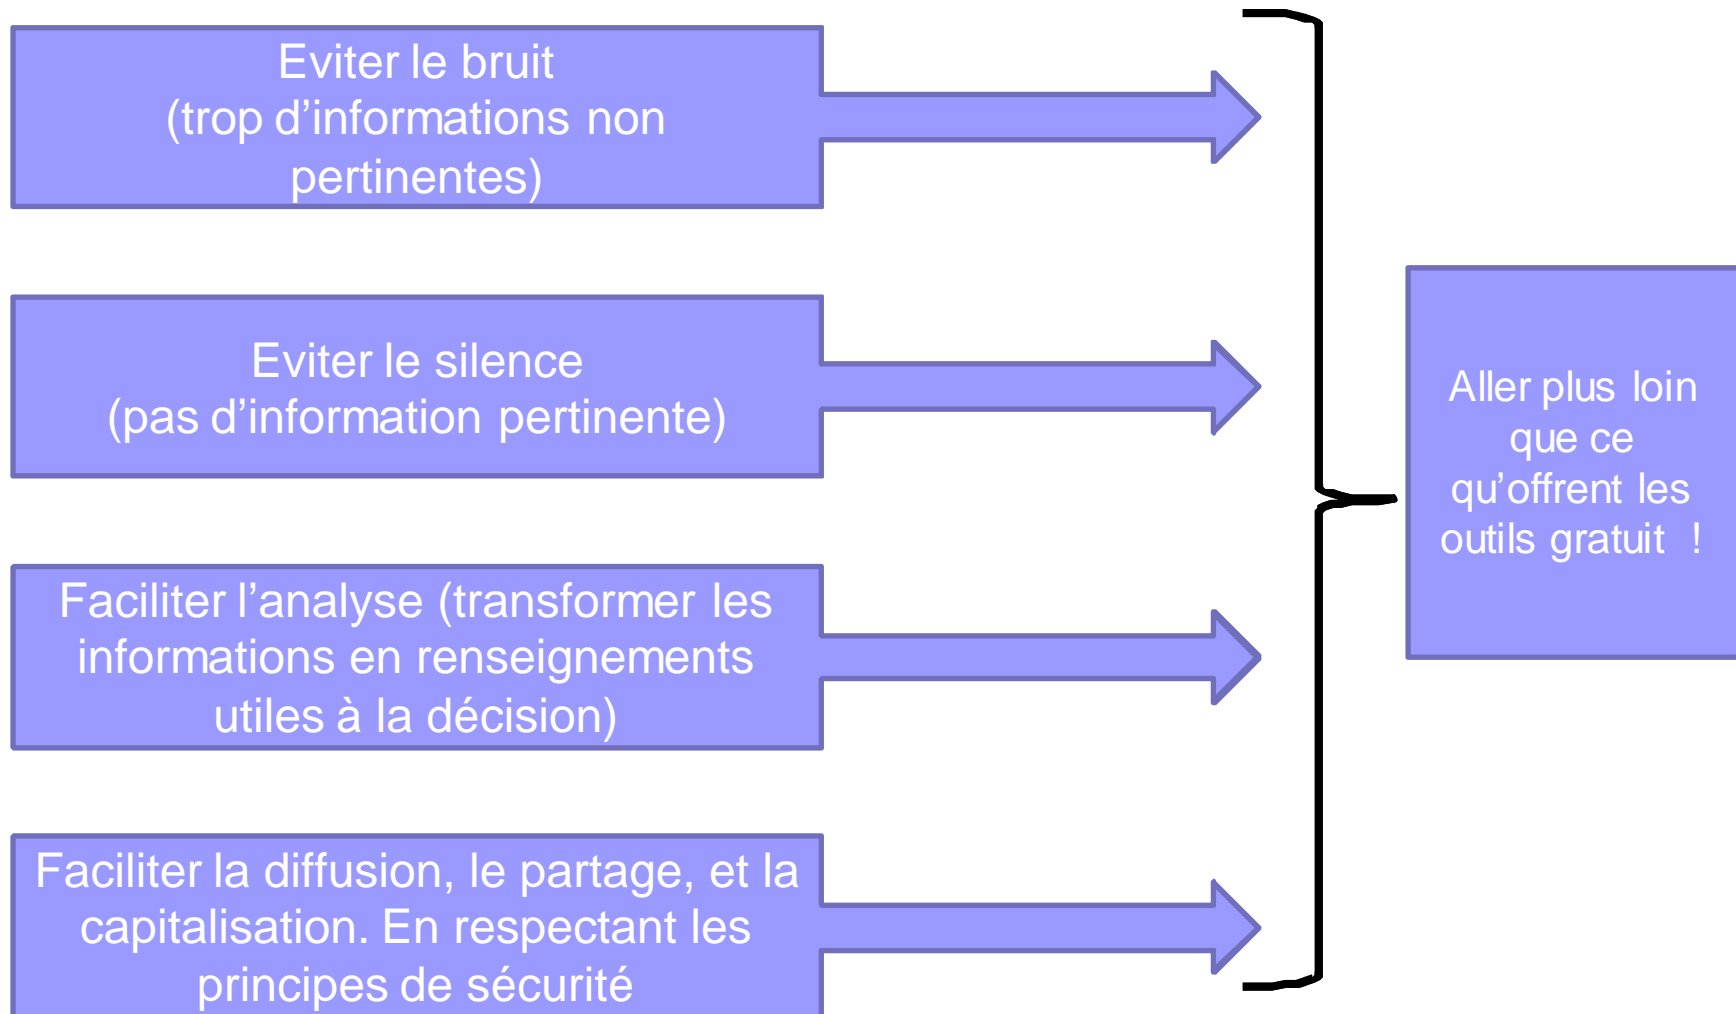 Eviter le bruit
(trop d’informations non
pertinentes)
Eviter le silence
(pas d’information pertinente)
Faciliter l’analyse (transformer les
informations en renseignements
utiles à la décision)
Faciliter la diffusion, le partage, et la
capitalisation. En respectant les
principes de sécurité
Aller plus loin
que ce
qu’offrent les
outils gratuit !